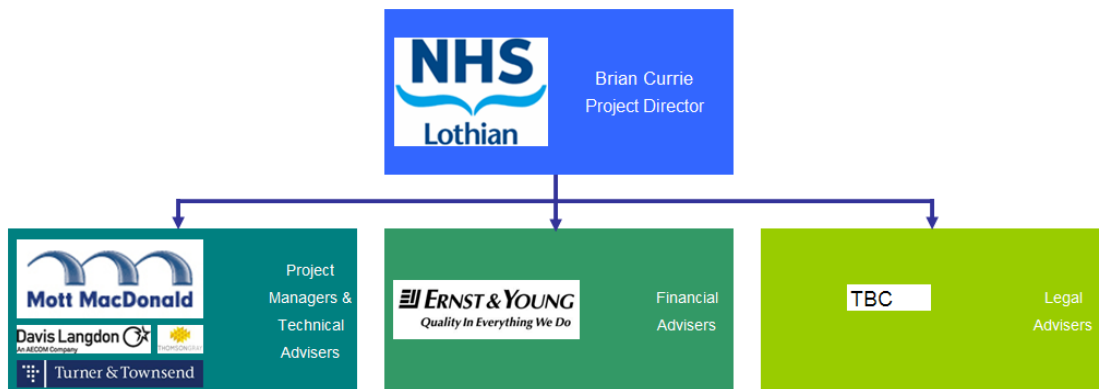 NHS
Lothian
Brian Currie
Project Director
Mott MacDonald
Davis Langdon
An AECOM Company
THOMSONGRAY
Turner & Townsend
Project
Managers &
Technical
Advisers
ERNST & YOUNG
Quality In Everything We Do
Financial
Advisers
TBC
Legal
Advisers